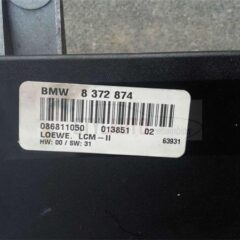 BMW 8 372 874
086811050 013851 02
LOEWE. LCM-II 63931
HW: 00 / SW: 31